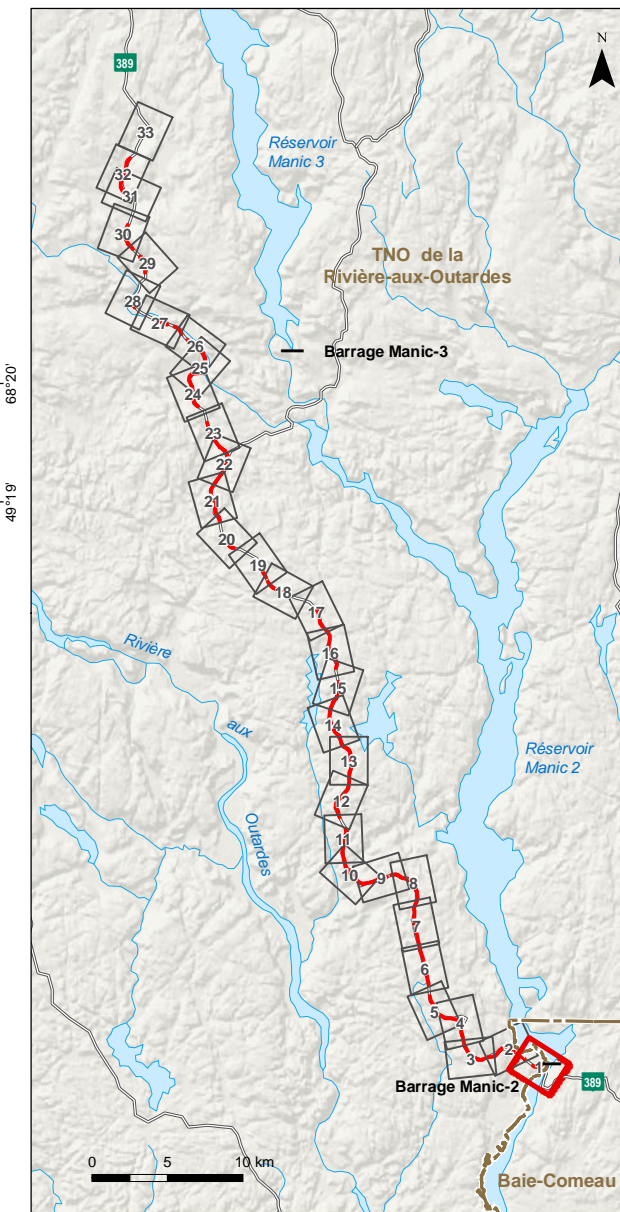 N
389
33
Réservoir
Manic 3
32
31
TNO de la
Rivière-aux-Outardes
30
29
28
27
26
Barrage Manic-3
25
68°20'
24
23
22
49°19'
21
20
19
18
17
Rivière
16
15
aux
14
Réservoir
Manic 2
13
12
Outardes
11
10
9
8
7
6
5
4
2
3
1
389
Barrage Manic-2
0 5 10 km
Baie-Comeau